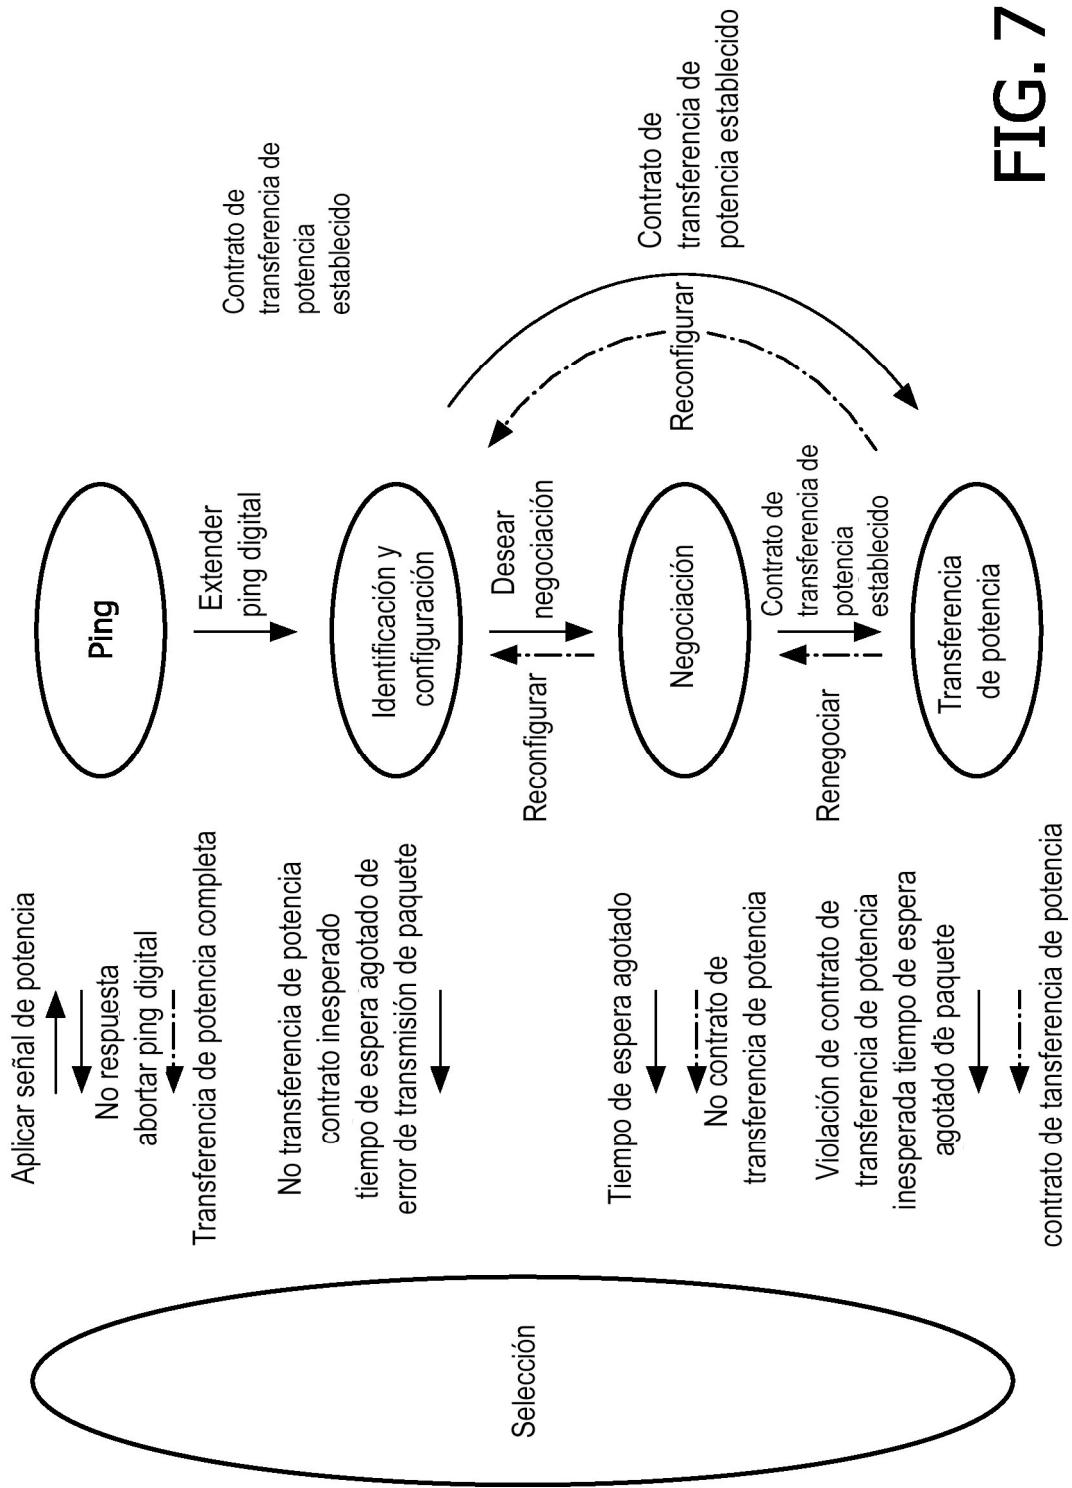 Aplicar señal de potencia
No respuesta
abortar ping digital
Transferencia de potencia completa
No transferencia de potencia
contrato inesperado
tiempo de espera agotado de
error de transmisión de paquete
Tiempo de espera agotado
No contrato de
transferencia de potencia
Violación de contrato de
transferencia de potencia
inesperada tiempo de espera
agotado de paquete
contrato de tansferencia de potencia
Selección
Ping
Extender
ping digital
Identificación y
configuración
Desear
negociación
Reconfigurar
Negociación
Contrato de
transferencia de
potencia
establecido
Renegociar
Transferencia
de potencia
Contrato de
transferencia de
potencia
establecido
Contrato de
transferencia de
potencia establecido
Reconfigurar
FIG. 7